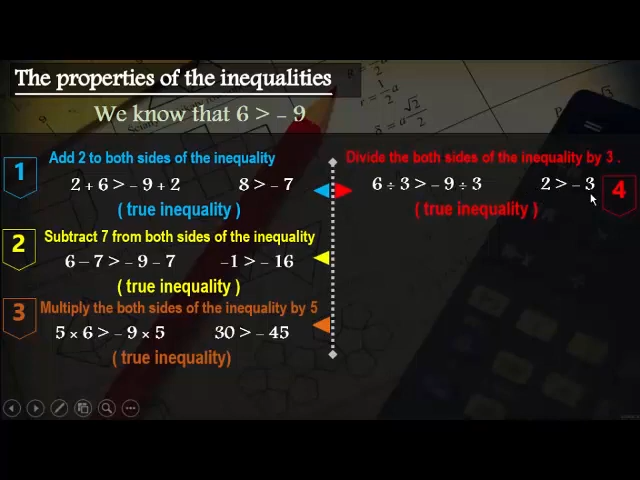 The properties of the inequalities
We know that 6 > – 9
1
Add 2 to both sides of the inequality
2 + 6 > – 9 + 2 8 > – 7
( true inequality )
2
Subtract 7 from both sides of the inequality
6 – 7 > – 9 – 7 –1 > – 16
( true inequality )
3
Multiply the both sides of the inequality by 5
5 × 6 > – 9 × 5 30 > – 45
( true inequality)
Divide the both sides of the inequality by 3 .
6 ÷ 3 > – 9 ÷ 3 2 > – 3
4
( true inequality )